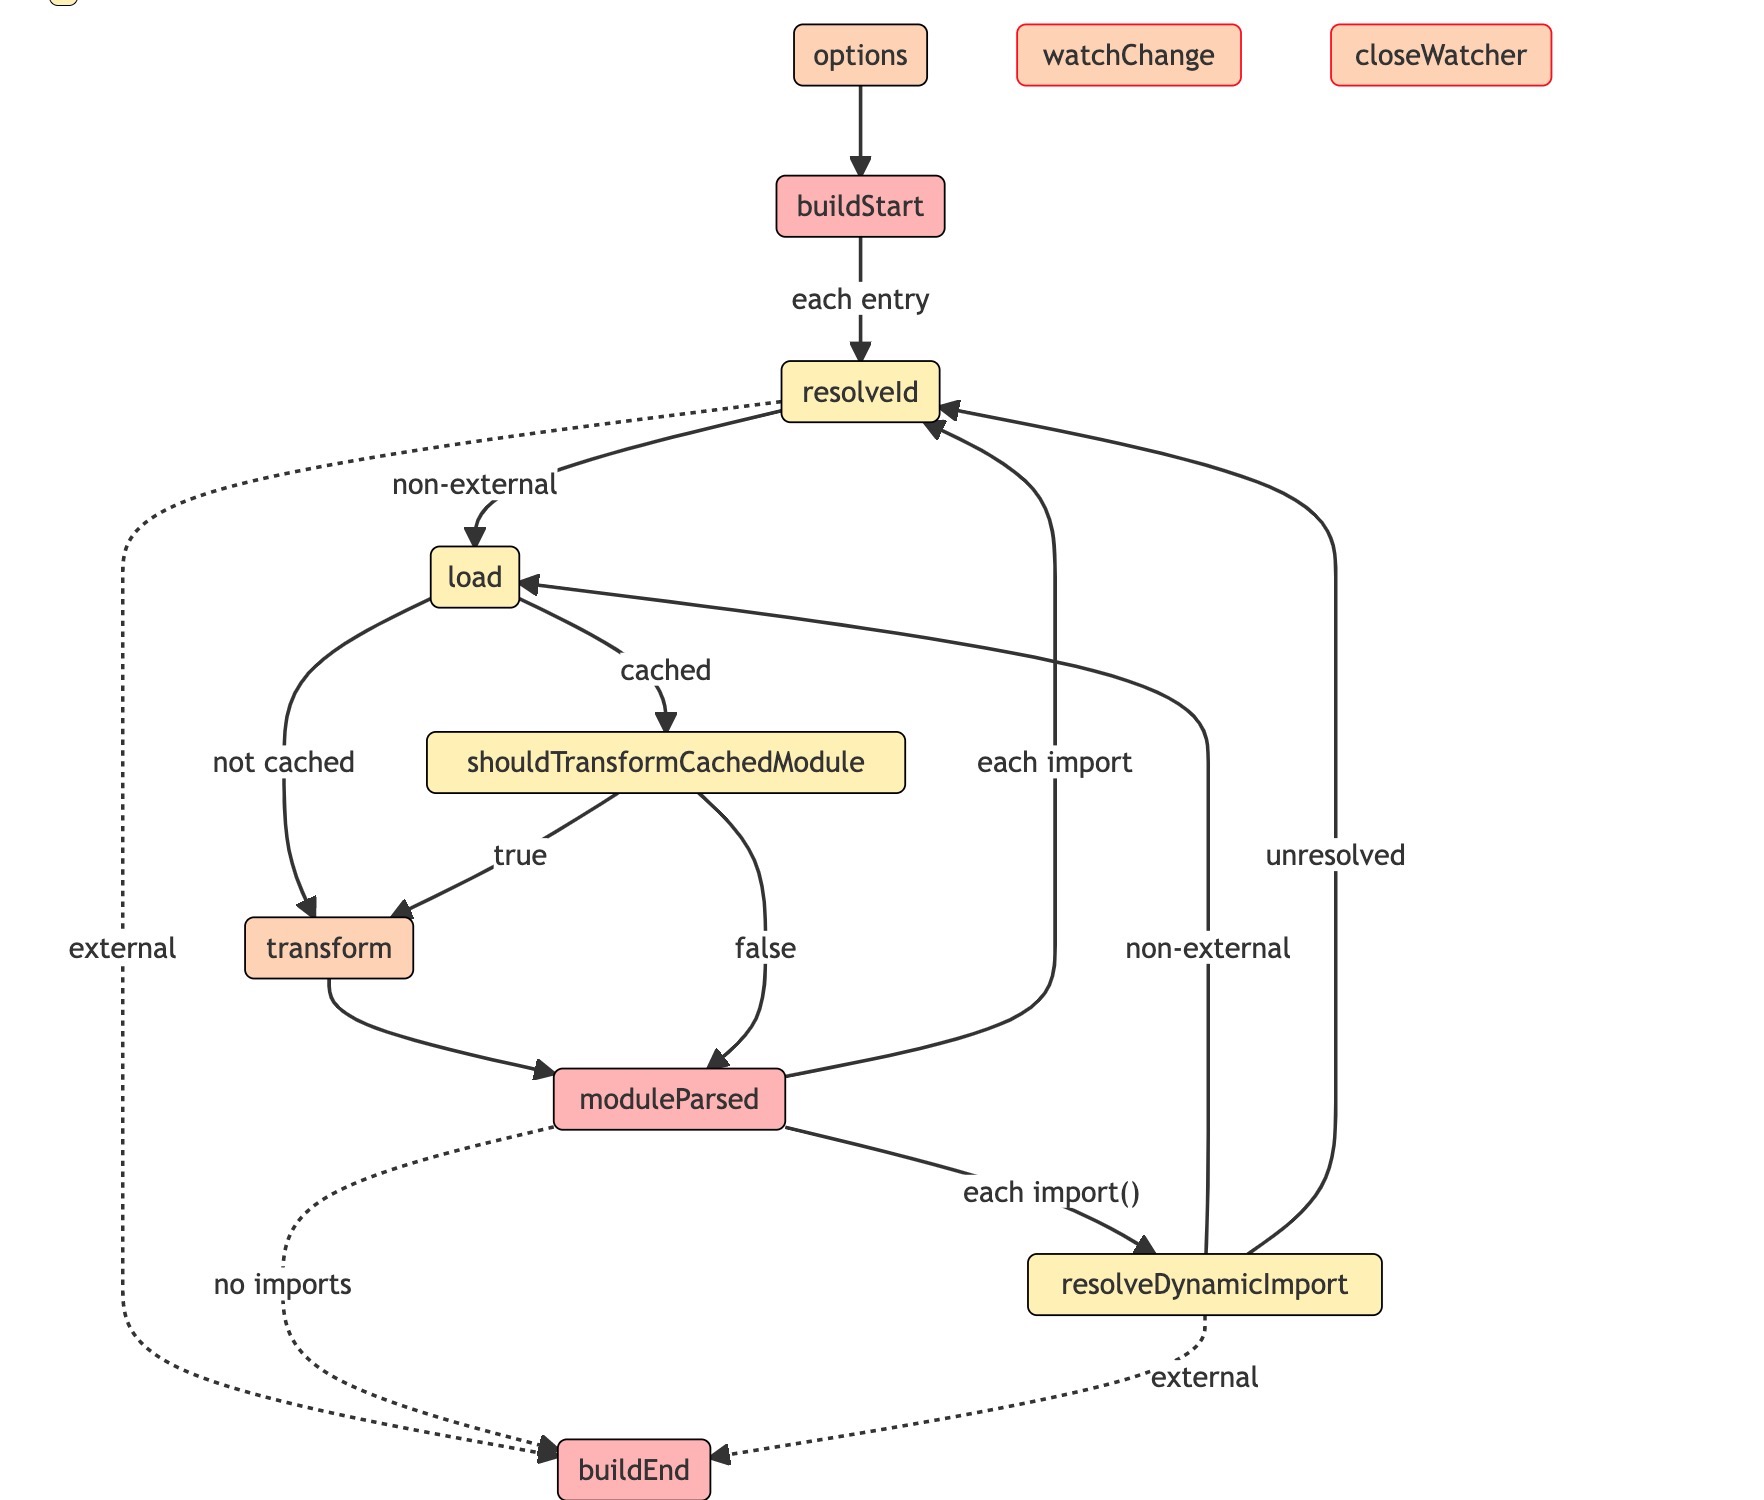 options
watchChange
closeWatcher
buildStart
each entry
resolveId
non-external
load
cached
not cached
shouldTransformCachedModule
each import
true
unresolved
external
transform
false
non-external
moduleParsed
each import()
no imports
resolveDynamicImport
external
buildEnd